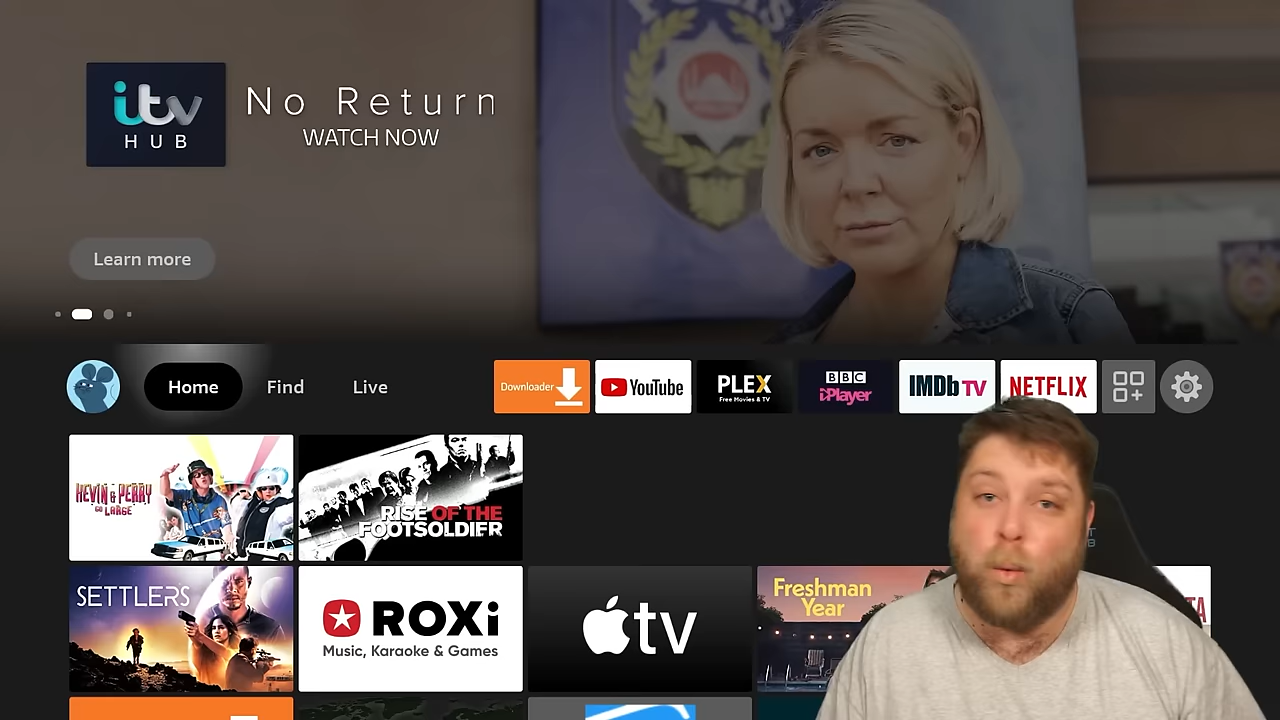 itv
HUB
No Return
WATCH NOW
Learn more
Home
Find
Live
Downloader
YouTube
PLEX
Free Movies & TV
BBC
iPlayer
IMDb TV
NETFLIX
KEVIN & PERRY
GO LARGE
RISE OF THE
FOOTSOLDIER
SETTLERS
ROXi
Music, Karaoke & Games
tv
Freshman
Year